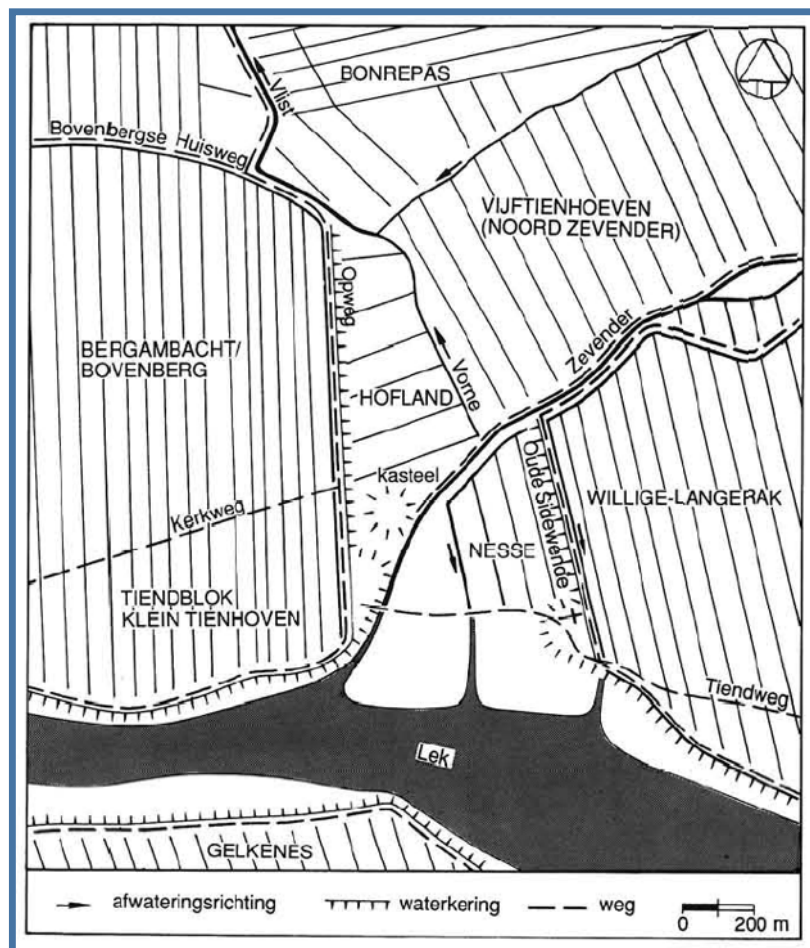 BONREPAS
Vlist
Bovenbergse Huisweg
VIJFTIENHOEVEN
(NOORD ZEVENDER)
Opweg
Zevender
BERGAMBACHT/
BOVENBERG
Vorne
HOFLAND
kasteel
Oude Sidewende
WILLIGE-LANGERAK
Kerkweg
NESSE
TIENDBLOK
KLEIN TIENHOVEN
Tiendweg
Lek
GELKENES
afwateringsrichting
waterkering
weg
0 200 m